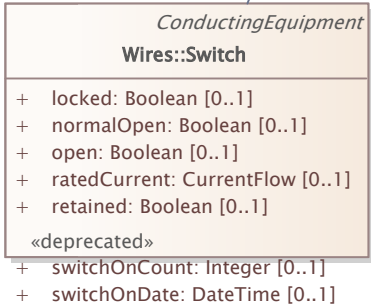 ConductingEquipment
Wires::Switch
+ locked: Boolean [0..1]
+ normalOpen: Boolean [0..1]
+ open: Boolean [0..1]
+ ratedCurrent: CurrentFlow [0..1]
+ retained: Boolean [0..1]
«deprecated»
+ switchOnCount: Integer [0..1]
+ switchOnDate: DateTime [0..1]